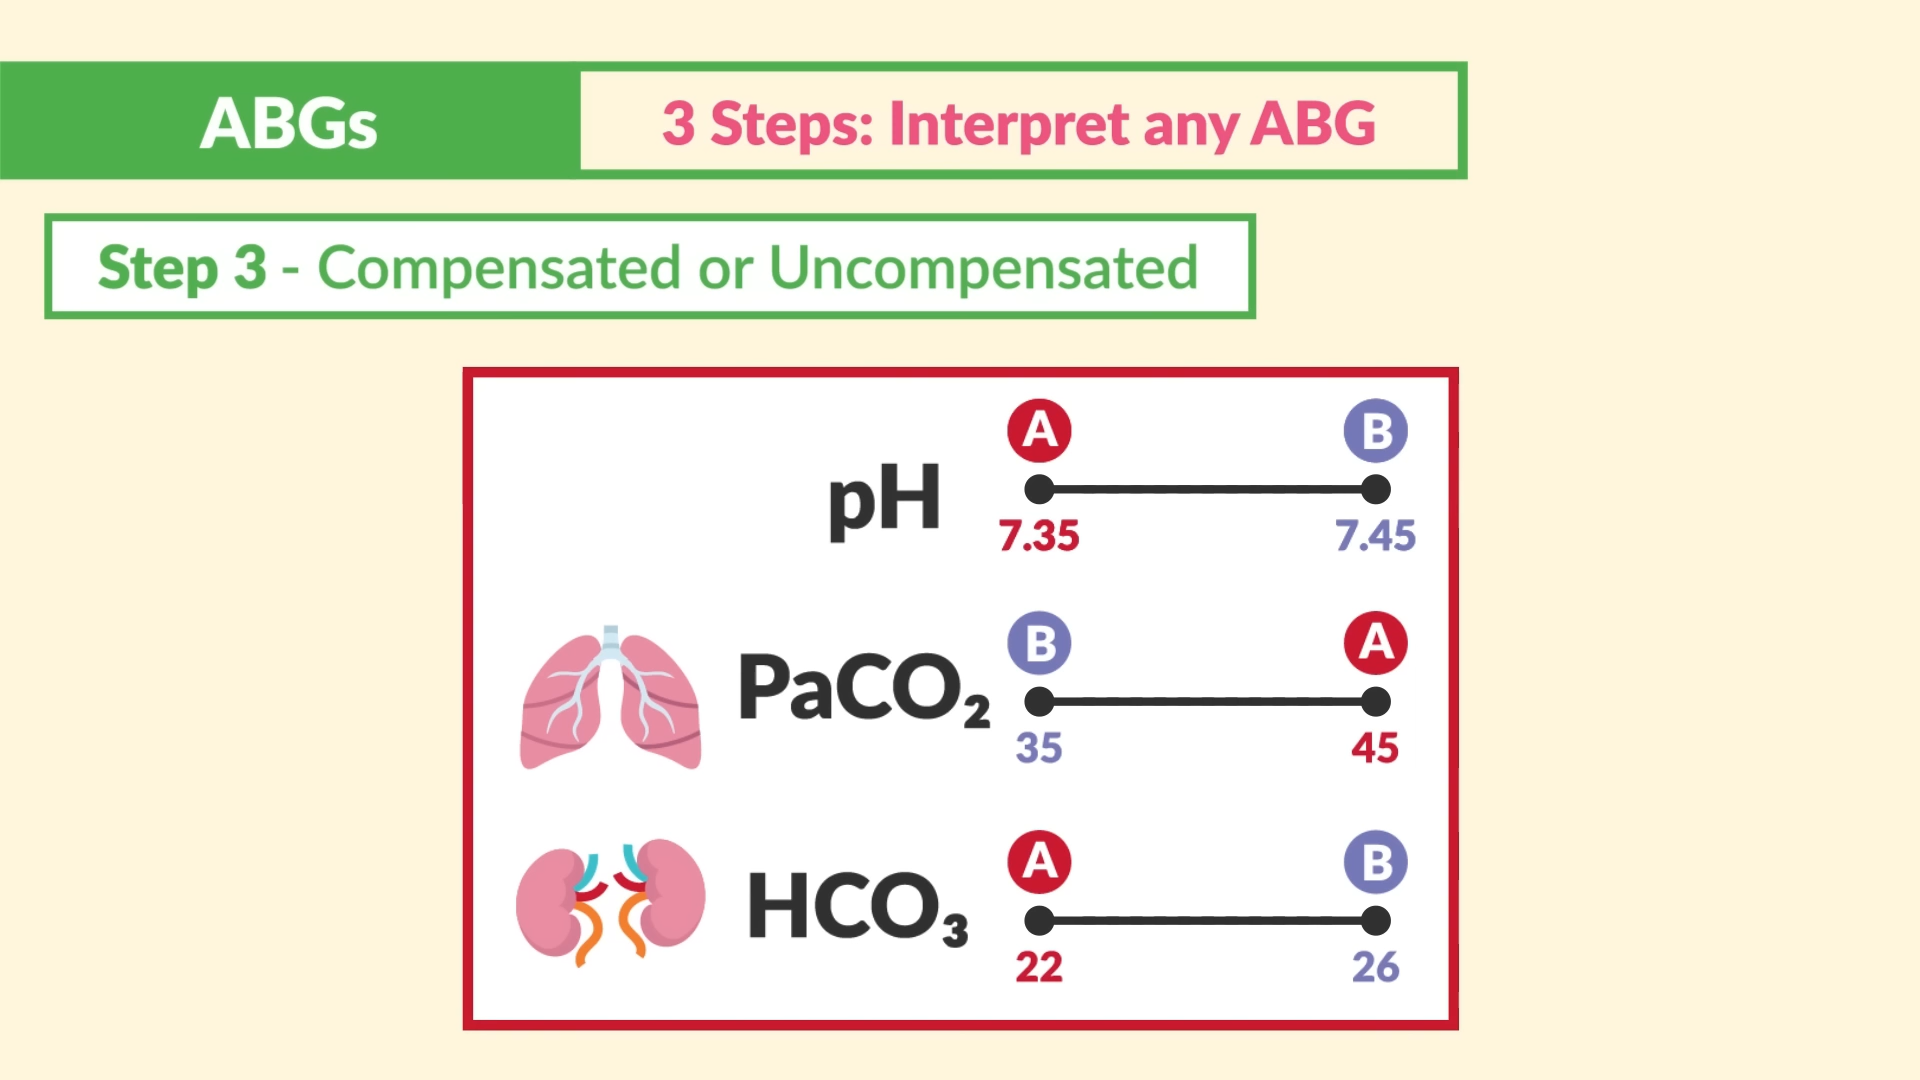 ABGs
3 Steps: Interpret any ABG
Step 3 - Compensated or Uncompensated
A B
pH
7.35 7.45
B A
PaCO₂
35 45
A B
HCO₃
22 26